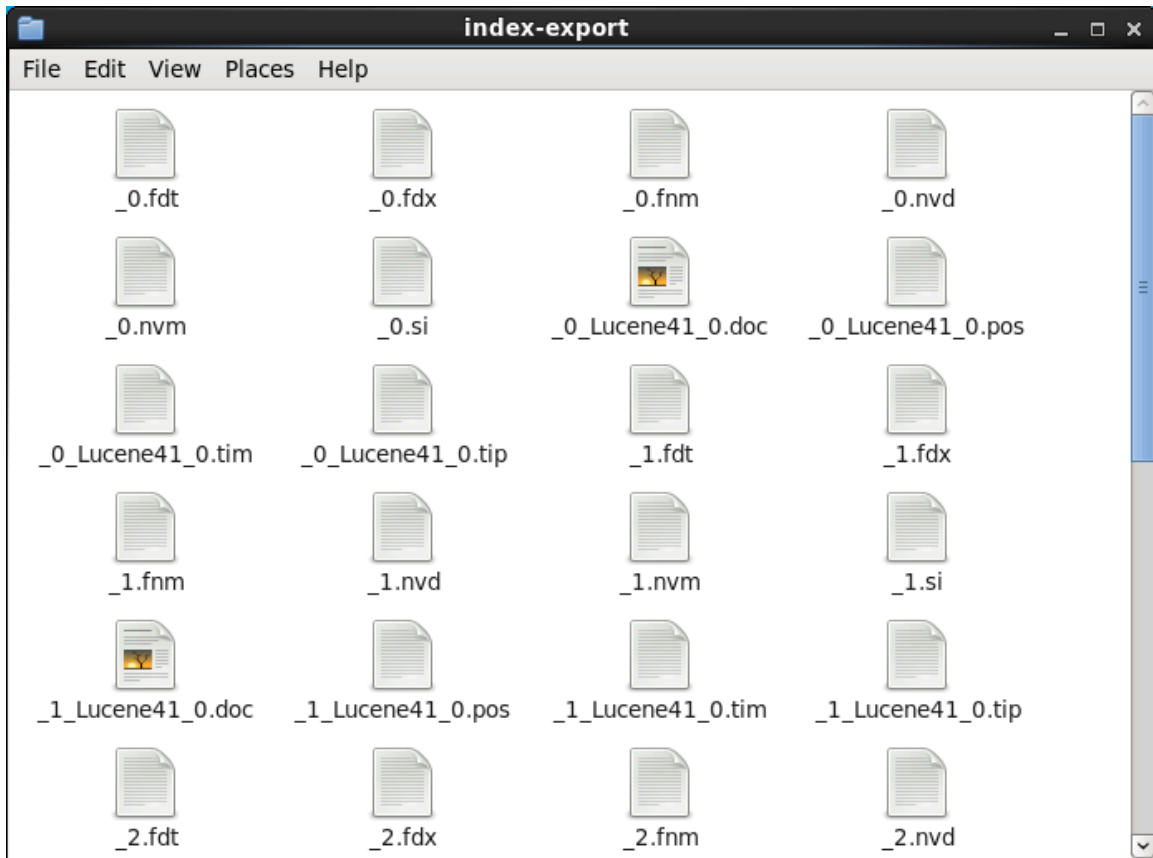 index-export
File Edit View Places Help
_0.fdt _0.fdx _0.fnm _0.nvd
_0.nvm _0.si _0_Lucene41_0.doc _0_Lucene41_0.pos
_0_Lucene41_0.tim _0_Lucene41_0.tip _1.fdt _1.fdx
_1.fnm _1.nvd _1.nvm _1.si
_1_Lucene41_0.doc _1_Lucene41_0.pos _1_Lucene41_0.tim _1_Lucene41_0.tip
_2.fdt _2.fdx _2.fnm _2.nvd